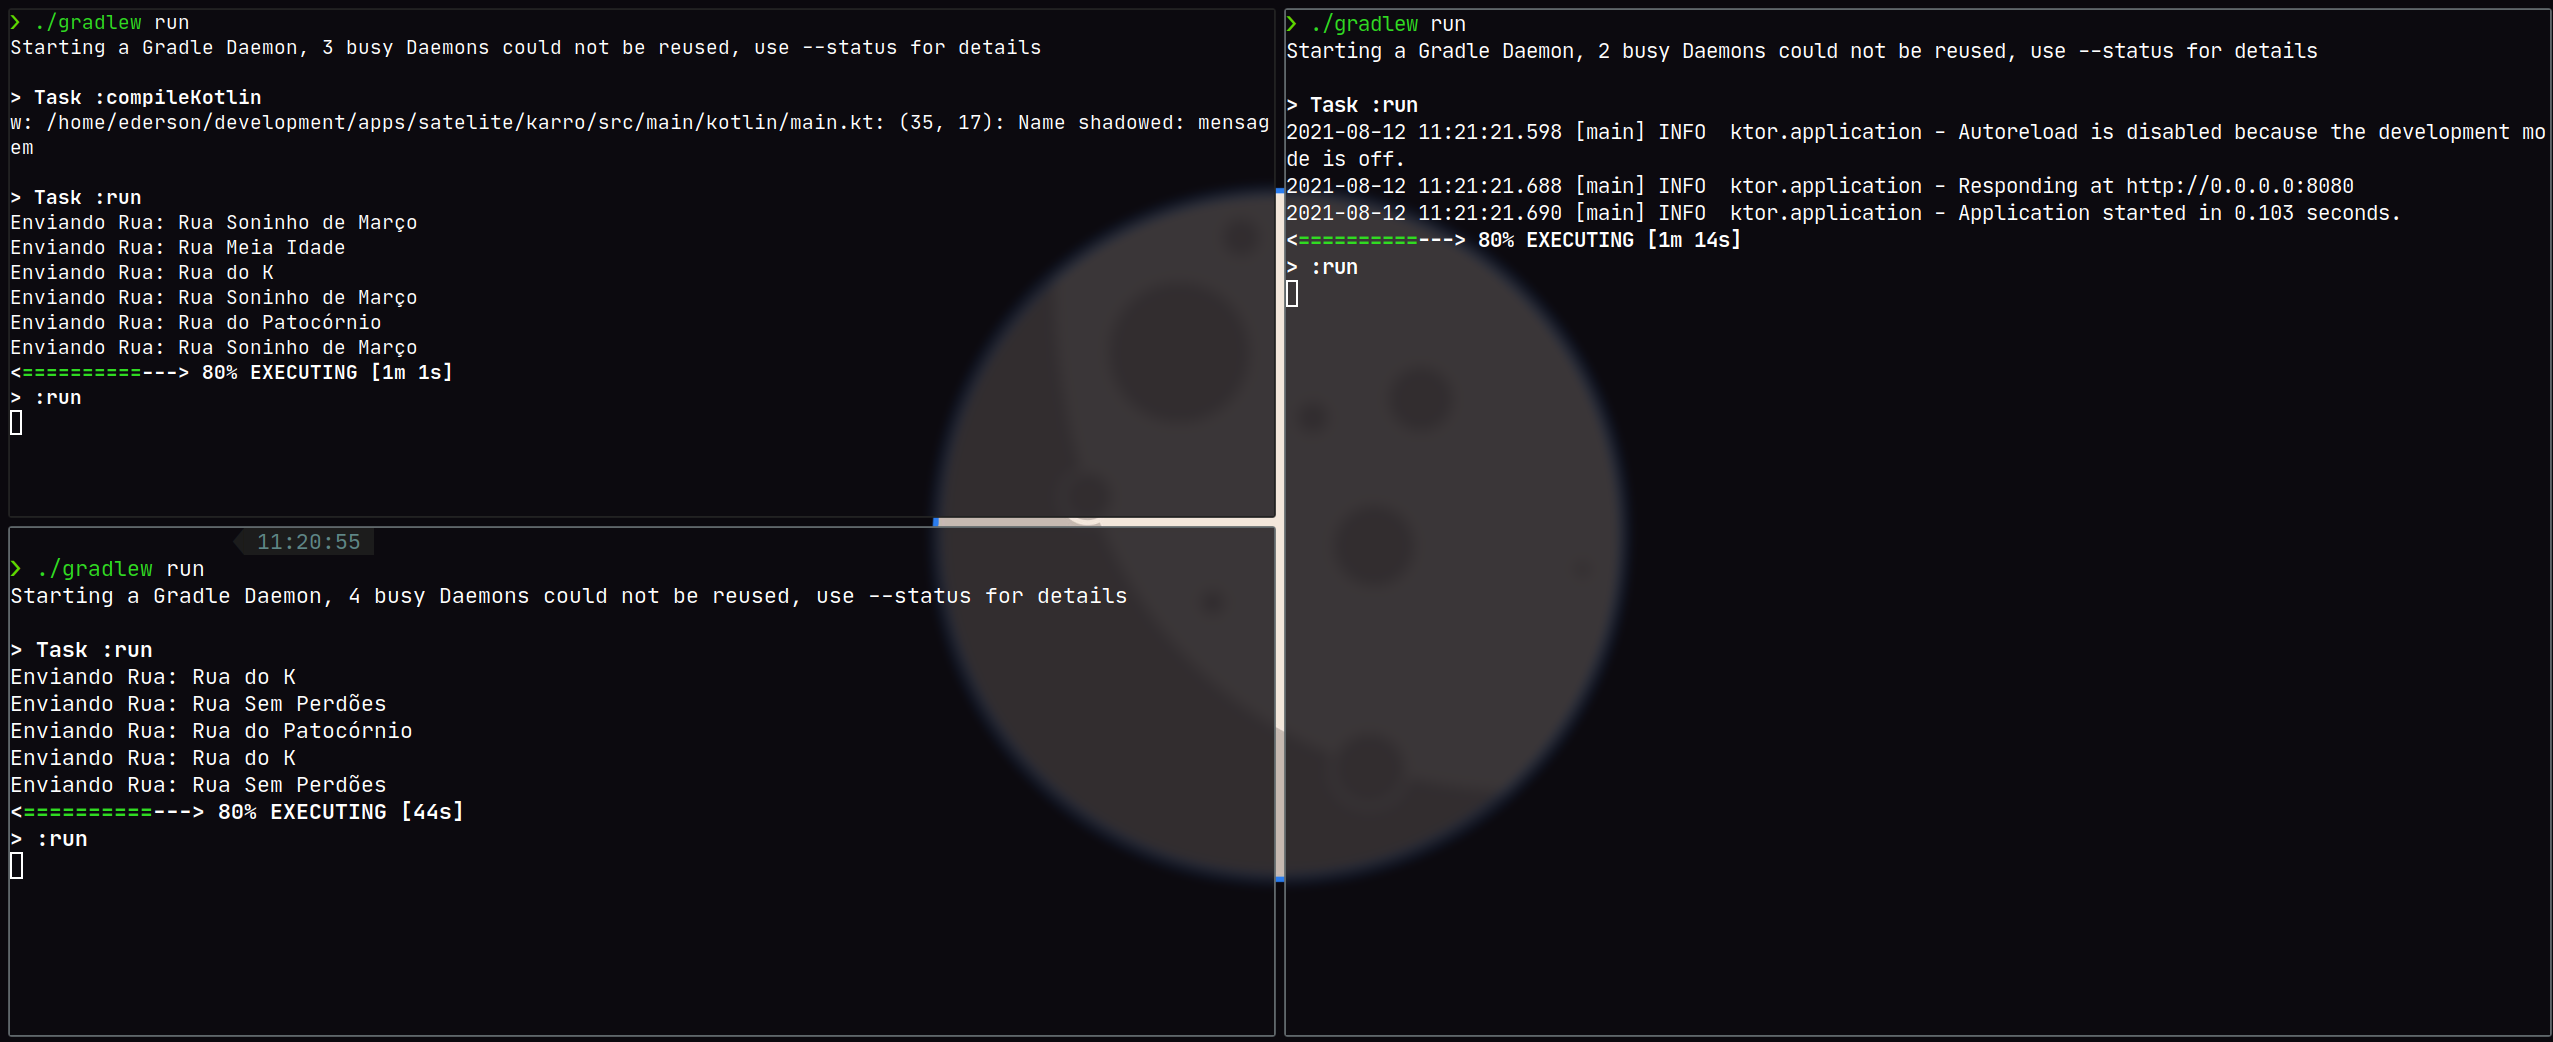 ❯ ./gradlew run
Starting a Gradle Daemon, 3 busy Daemons could not be reused, use --status for details
> Task :compileKotlin
w: /home/ederson/development/apps/satelite/karro/src/main/kotlin/main.kt: (35, 17): Name shadowed: mensag
em
> Task :run
Enviando Rua: Rua Soninho de Março
Enviando Rua: Rua Meia Idade
Enviando Rua: Rua do K
Enviando Rua: Rua Soninho de Março
Enviando Rua: Rua do Patocórnio
Enviando Rua: Rua Soninho de Março
<==========---> 80% EXECUTING [1m 1s]
> :run
11:20:55
❯ ./gradlew run
Starting a Gradle Daemon, 4 busy Daemons could not be reused, use --status for details
> Task :run
Enviando Rua: Rua do K
Enviando Rua: Rua Sem Perdões
Enviando Rua: Rua do Patocórnio
Enviando Rua: Rua do K
Enviando Rua: Rua Sem Perdões
<==========---> 80% EXECUTING [44s]
> :run
❯ ./gradlew run
Starting a Gradle Daemon, 2 busy Daemons could not be reused, use --status for details
> Task :run
2021-08-12 11:21:21.598 [main] INFO  ktor.application - Autoreload is disabled because the development mo
de is off.
2021-08-12 11:21:21.688 [main] INFO  ktor.application - Responding at http://0.0.0.0:8080
2021-08-12 11:21:21.690 [main] INFO  ktor.application - Application started in 0.103 seconds.
<==========---> 80% EXECUTING [1m 14s]
> :run